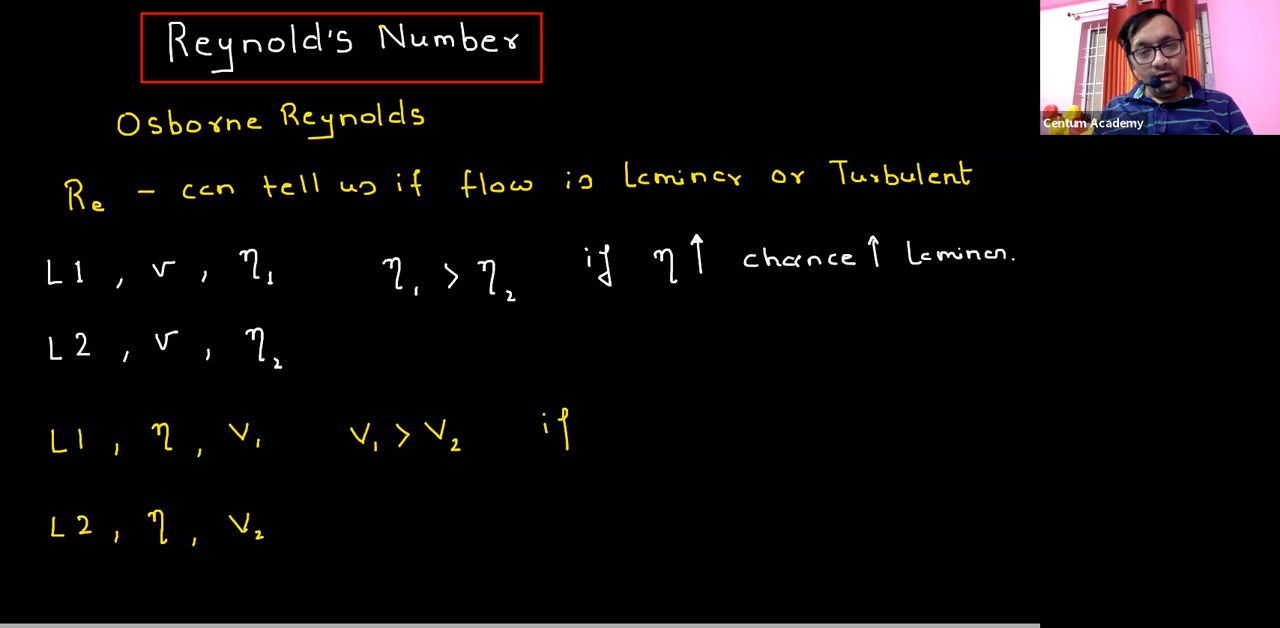 Reynold's Number
Centum Academy
Osborne Reynolds
Re - can tell us if flow is Laminar or Turbulent
L1, v, η₁ η₁ > η₂ if η↑ chance↑ Laminar.
L2, v, η₂
L1, η, V₁ V₁ > V₂ if
L2, η, V₂